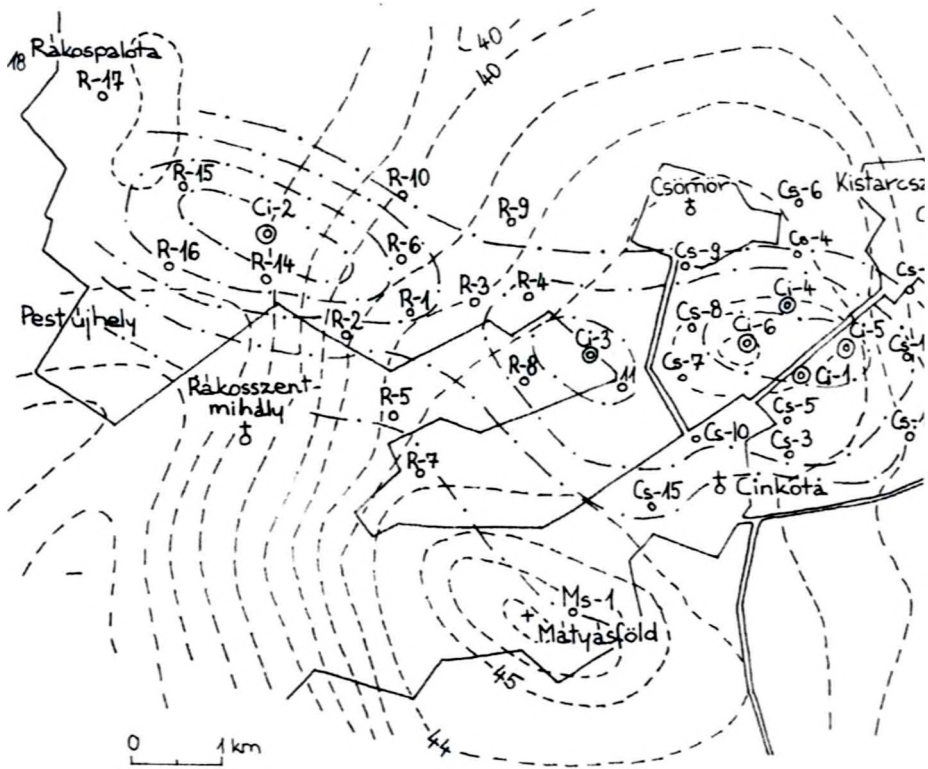 40
40
18
Rákospalota
R-17
R-15
R-10
Ci-2
R-9
Csömör
Cs-6
Kistarcsa
R-16
R-14
R-6
Cs-9
Cs-4
R-1
R-3
R-4
Cs-8
Ci-4
Pestújhely
R-2
Ci-3
Ci-6
Ci-5
R-8
11
Cs-7
Ci-1
Rákosszent-
mihály
R-5
Cs-5
Cs-10
Cs-3
R-7
Cs-15
Cinkota
Ms-1
Mátyásföld
45
44
0 1 km